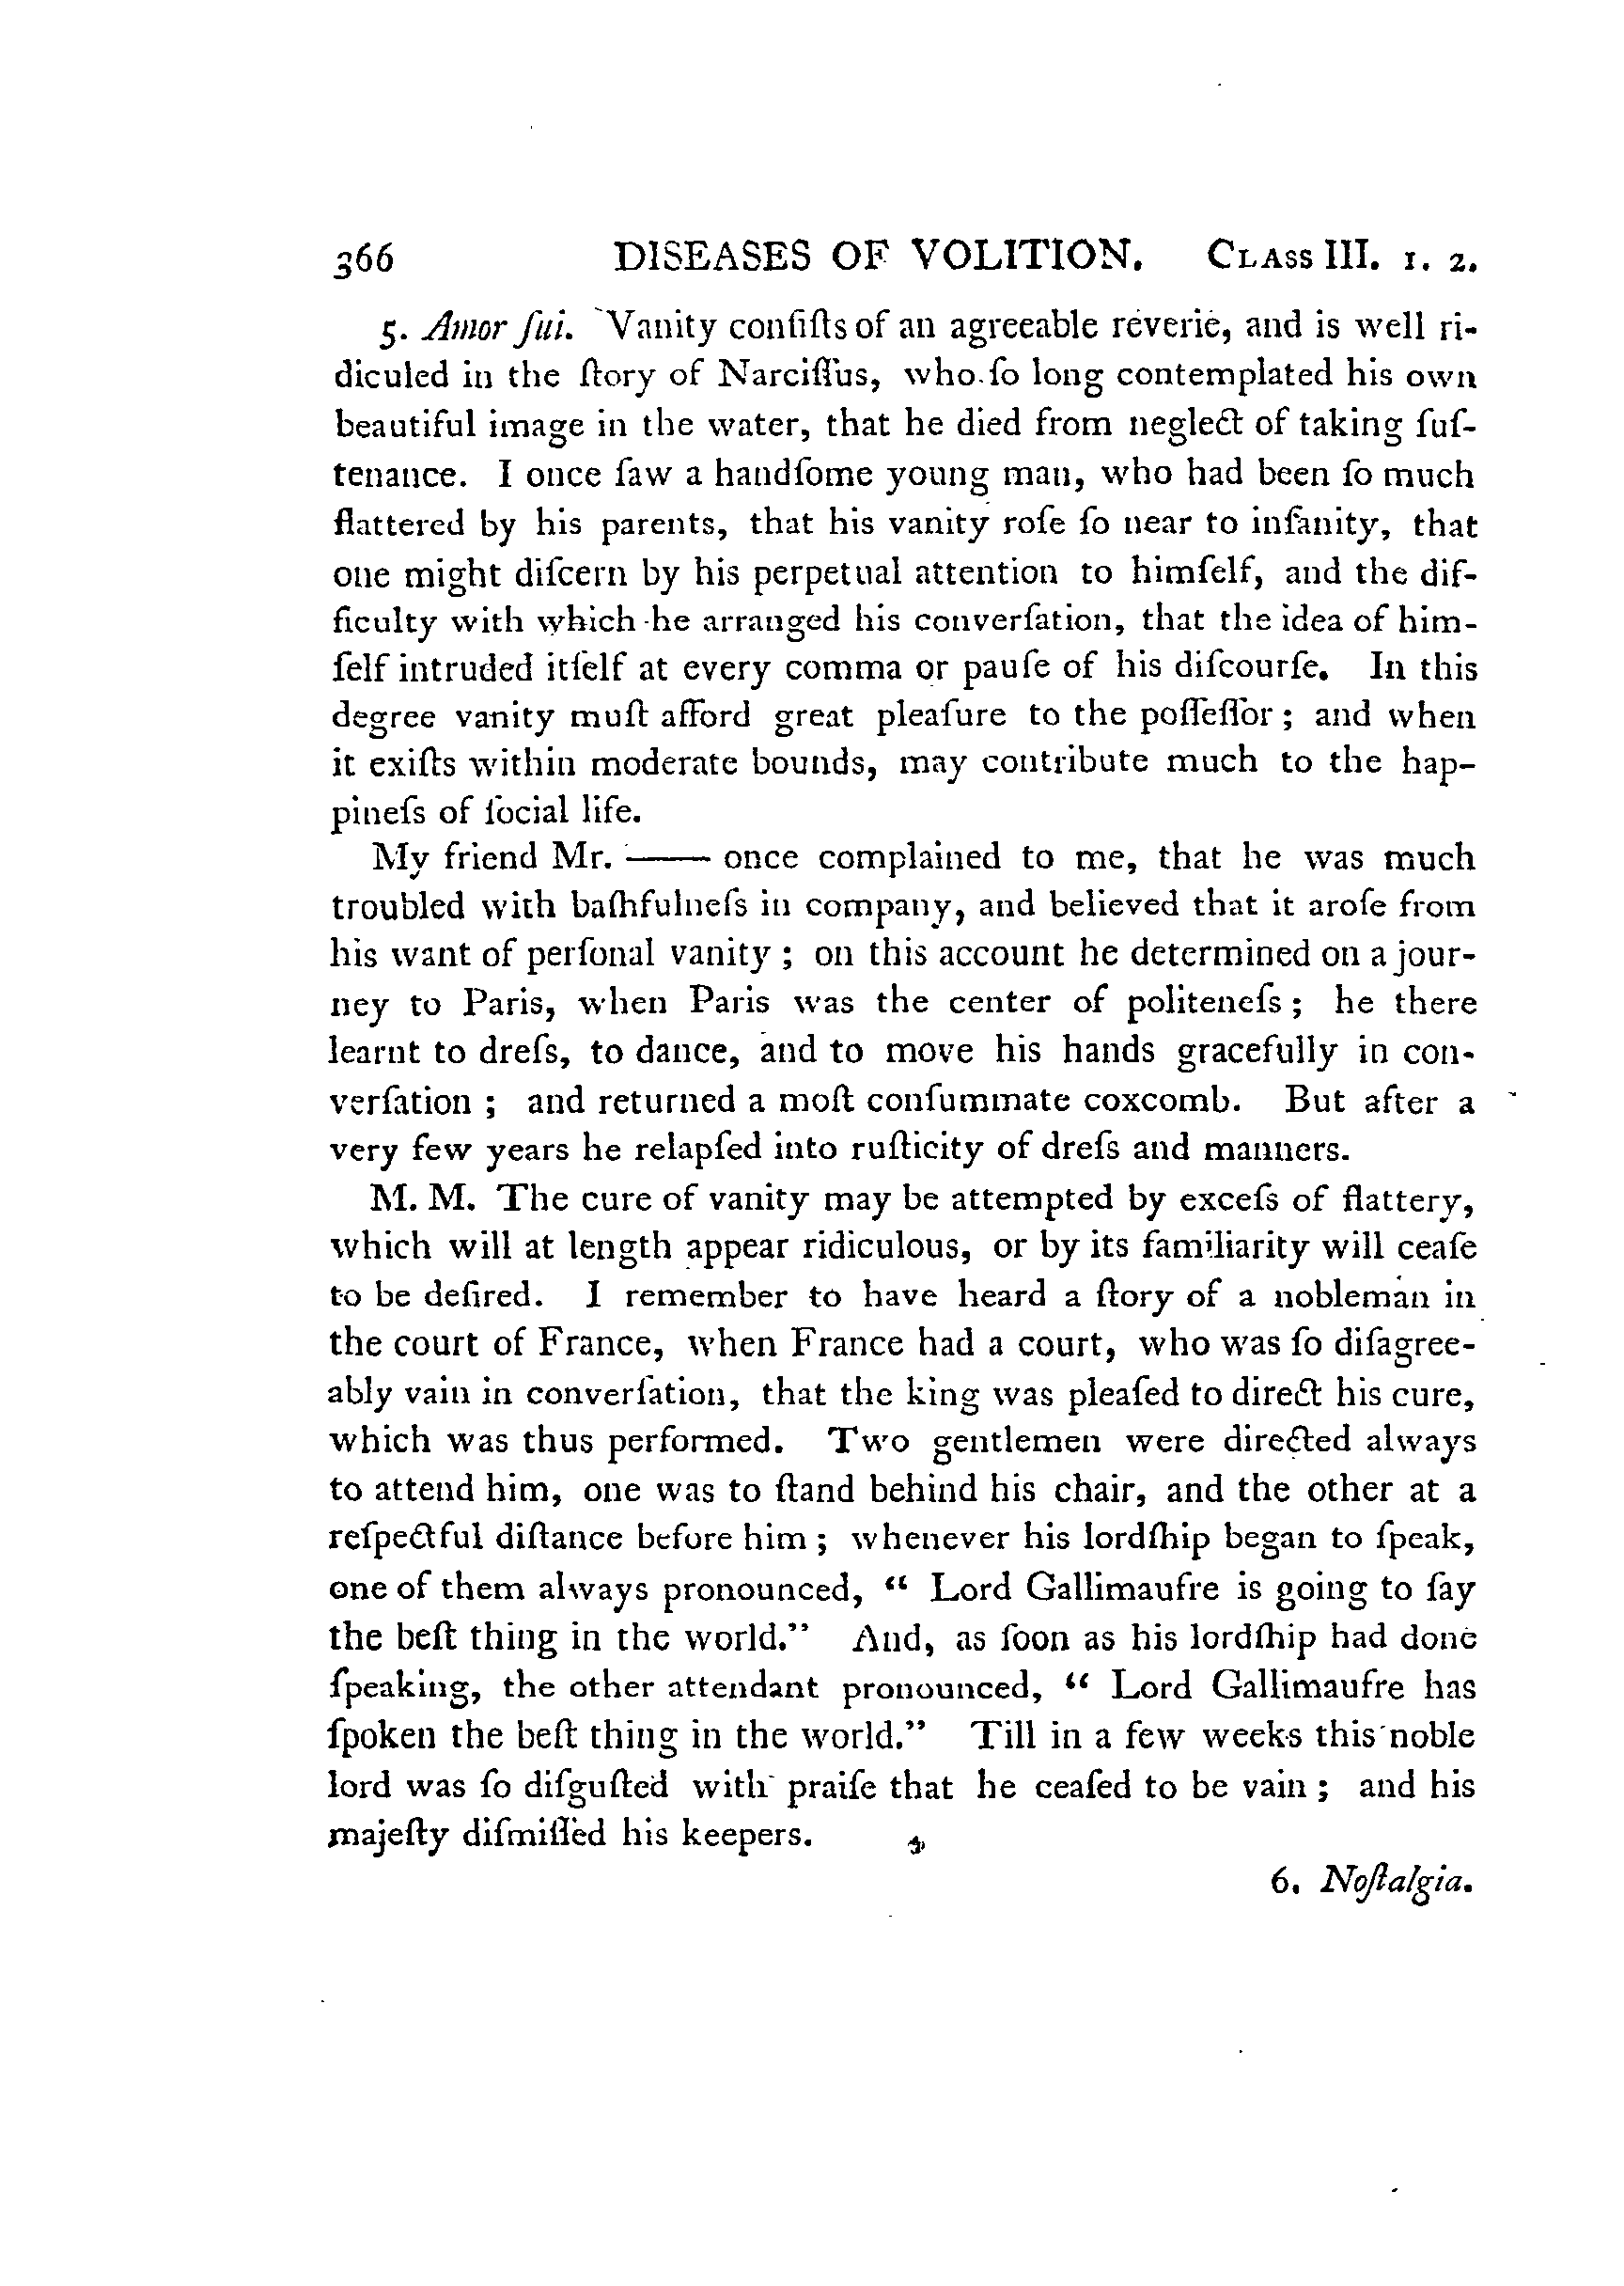 366 DISEASES OF VOLITION. CLASS III. 1. 2.
5. Amor ſui. Vanity conſiſts of an agreeable reverie, and is well ri-
diculed in the ſtory of Narciſſus, who ſo long contemplated his own
beautiful image in the water, that he died from neglect of taking ſuſ-
tenance. I once ſaw a handſome young man, who had been ſo much
flattered by his parents, that his vanity roſe ſo near to inſanity, that
one might diſcern by his perpetual attention to himſelf, and the dif-
ficulty with which he arranged his converſation, that the idea of him-
ſelf intruded itſelf at every comma or pauſe of his diſcourſe. In this
degree vanity muſt afford great pleaſure to the poſſeſſor; and when
it exiſts within moderate bounds, may contribute much to the hap-
pineſs of ſocial life.
My friend Mr. —— once complained to me, that he was much
troubled with baſhfulneſs in company, and believed that it aroſe from
his want of perſonal vanity; on this account he determined on a jour-
ney to Paris, when Paris was the center of politeneſs; he there
learnt to dreſs, to dance, and to move his hands gracefully in con-
verſation; and returned a moſt conſummate coxcomb. But after a
very few years he relapſed into ruſticity of dreſs and manners.
M. M. The cure of vanity may be attempted by exceſs of flattery,
which will at length appear ridiculous, or by its familiarity will ceaſe
to be deſired. I remember to have heard a ſtory of a nobleman in
the court of France, when France had a court, who was ſo diſagree-
ably vain in converſation, that the king was pleaſed to direct his cure,
which was thus performed. Two gentlemen were directed always
to attend him, one was to ſtand behind his chair, and the other at a
reſpectful diſtance before him; whenever his lordſhip began to ſpeak,
one of them always pronounced, “ Lord Gallimaufre is going to ſay
the beſt thing in the world.” And, as ſoon as his lordſhip had done
ſpeaking, the other attendant pronounced, “ Lord Gallimaufre has
ſpoken the beſt thing in the world.” Till in a few weeks this noble
lord was ſo diſguſted with praiſe that he ceaſed to be vain; and his
majeſty diſmiſſed his keepers.
6. Noſtalgia.